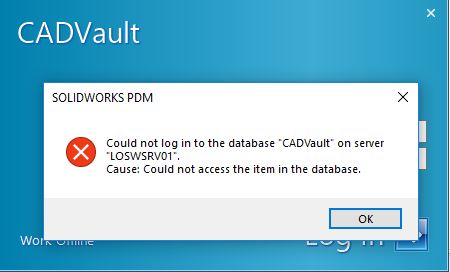 CADVault
SOLIDWORKS PDM
Could not log in to the database "CADVault" on server
"LOSWSRV01".
Cause: Could not access the item in the database.
OK
Work Offline
Log In